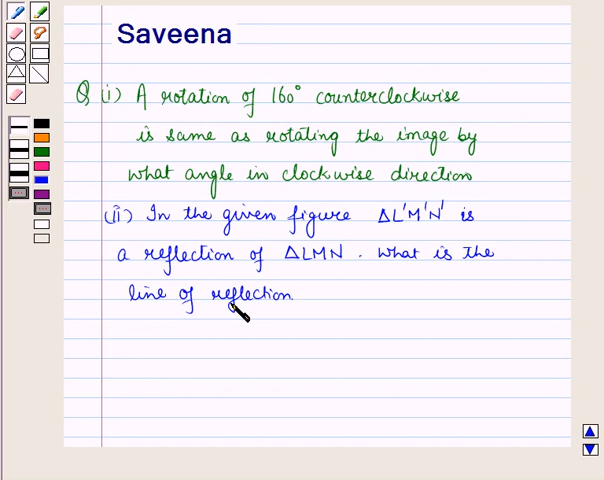 Saveena
Q (i) A rotation of 160° counterclockwise
is same as rotating the image by
what angle in clockwise direction
(ii) In the given figure ΔL'M'N' is
a reflection of ΔLMN. What is the
line of reflection.